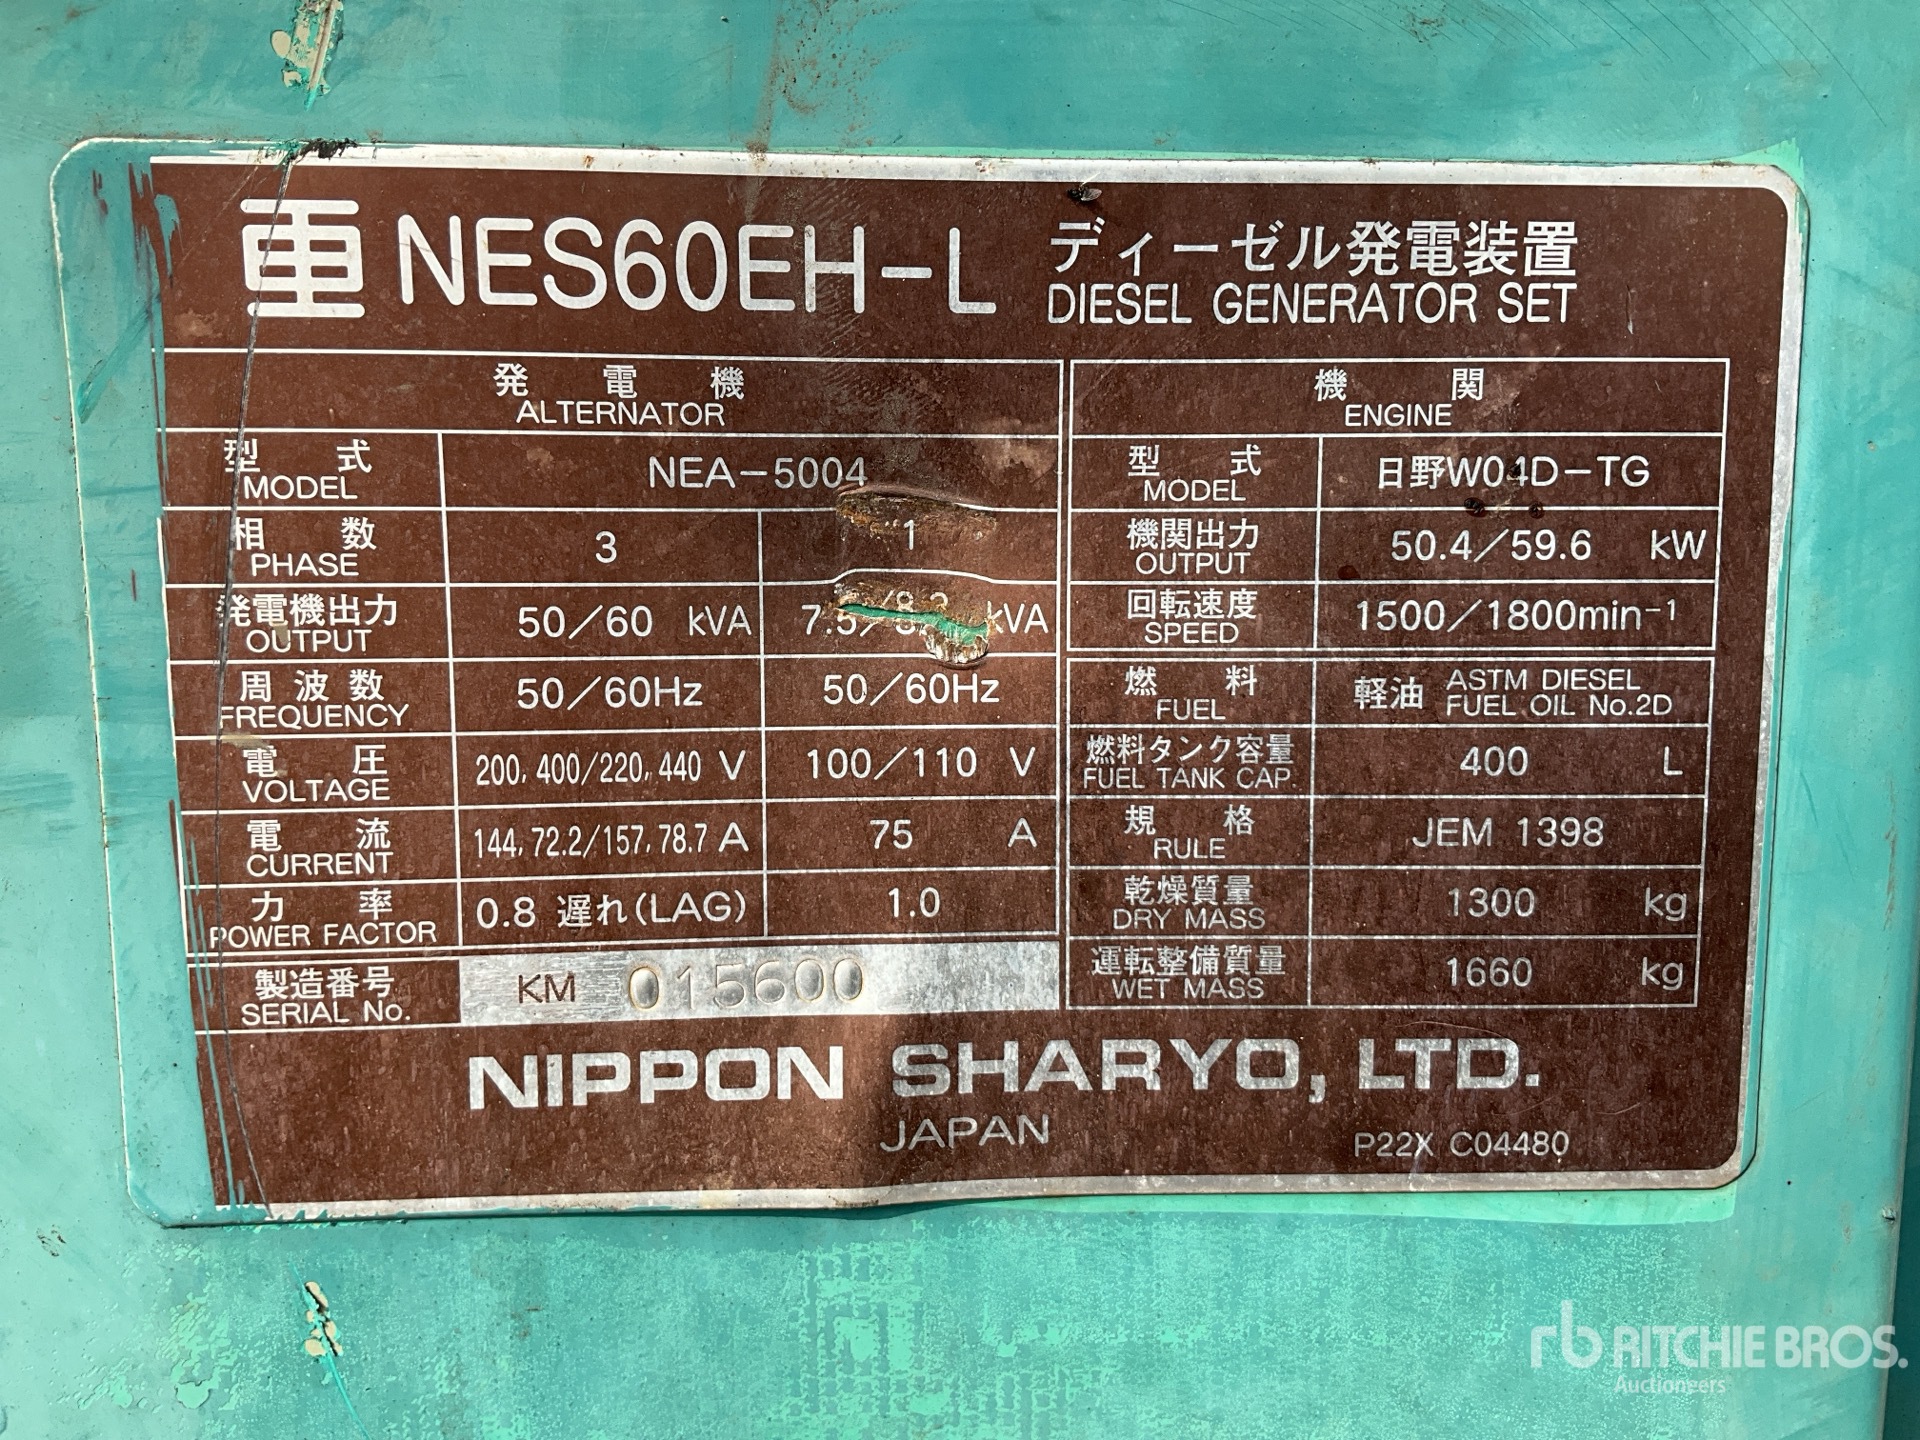 重 NES60EH-L ディーゼル発電装置
DIESEL GENERATOR SET
発電機
ALTERNATOR
型式 NEA-5004
MODEL
相数 3 1
PHASE
発電機出力 50/60 kVA 7.5/8. kVA
OUTPUT
周波数 50/60Hz 50/60Hz
FREQUENCY
電圧 200,400/220,440 V 100/110 V
VOLTAGE
電流 144,72.2/157,78.7 A 75 A
CURRENT
力率 0.8 遅れ(LAG) 1.0
POWER FACTOR
製造番号 KM 015600
SERIAL No.
機関
ENGINE
型式 日野W04D-TG
MODEL
機関出力 50.4/59.6 kW
OUTPUT
回転速度 1500/1800min⁻¹
SPEED
燃料 軽油 ASTM DIESEL
FUEL FUEL OIL No.2D
燃料タンク容量 400 L
FUEL TANK CAP.
規格 JEM 1398
RULE
乾燥質量 1300 kg
DRY MASS
運転整備質量 1660 kg
WET MASS
NIPPON SHARYO, LTD.
JAPAN
P22X C04480
rb RITCHIE BROS.
Auctioneers